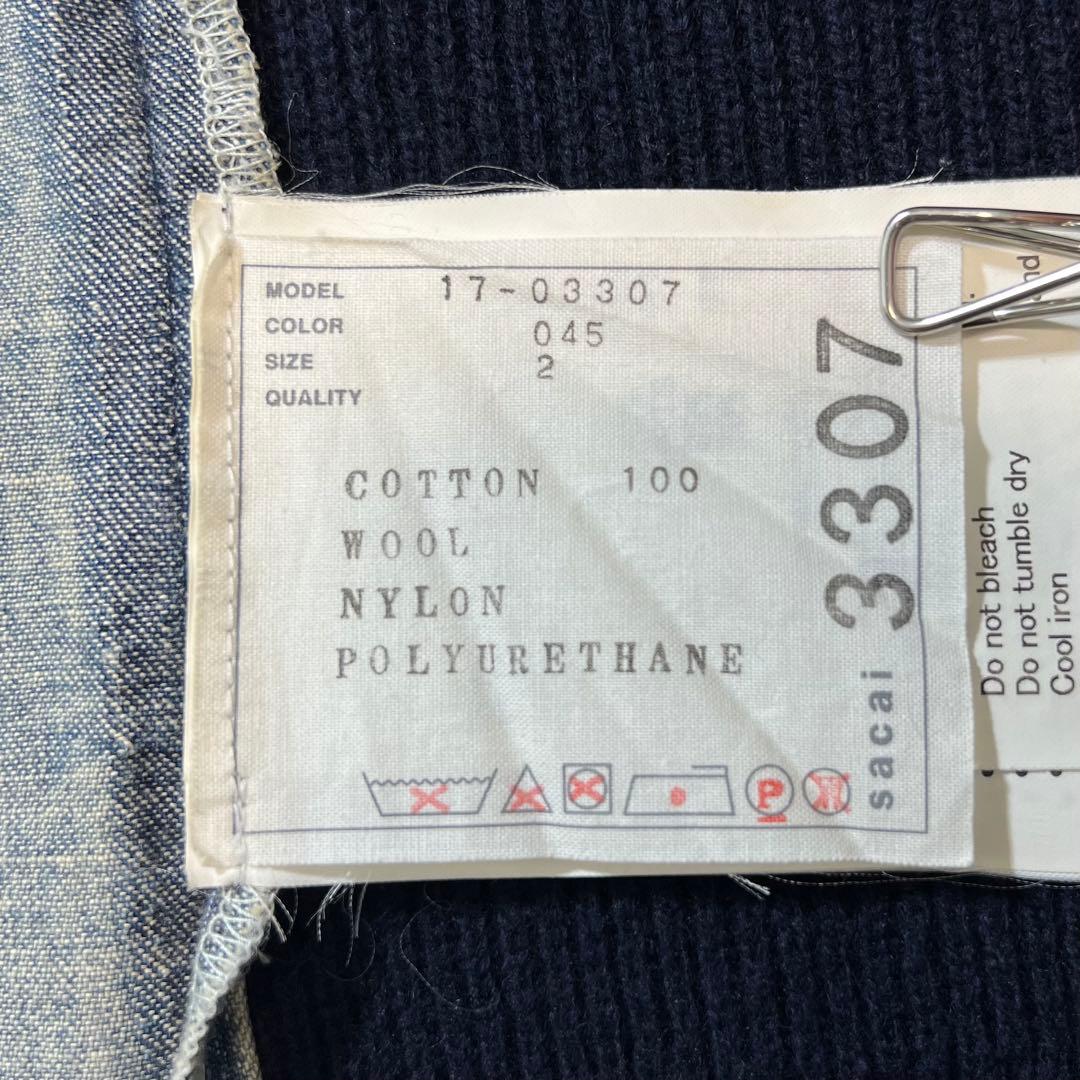 MODEL 17-03307
COLOR 045
SIZE 2
QUALITY
COTTON 100
WOOL
NYLON
POLYURETHANE
P
sacai 3307
Do not bleach
Do not tumble dry
Cool iron